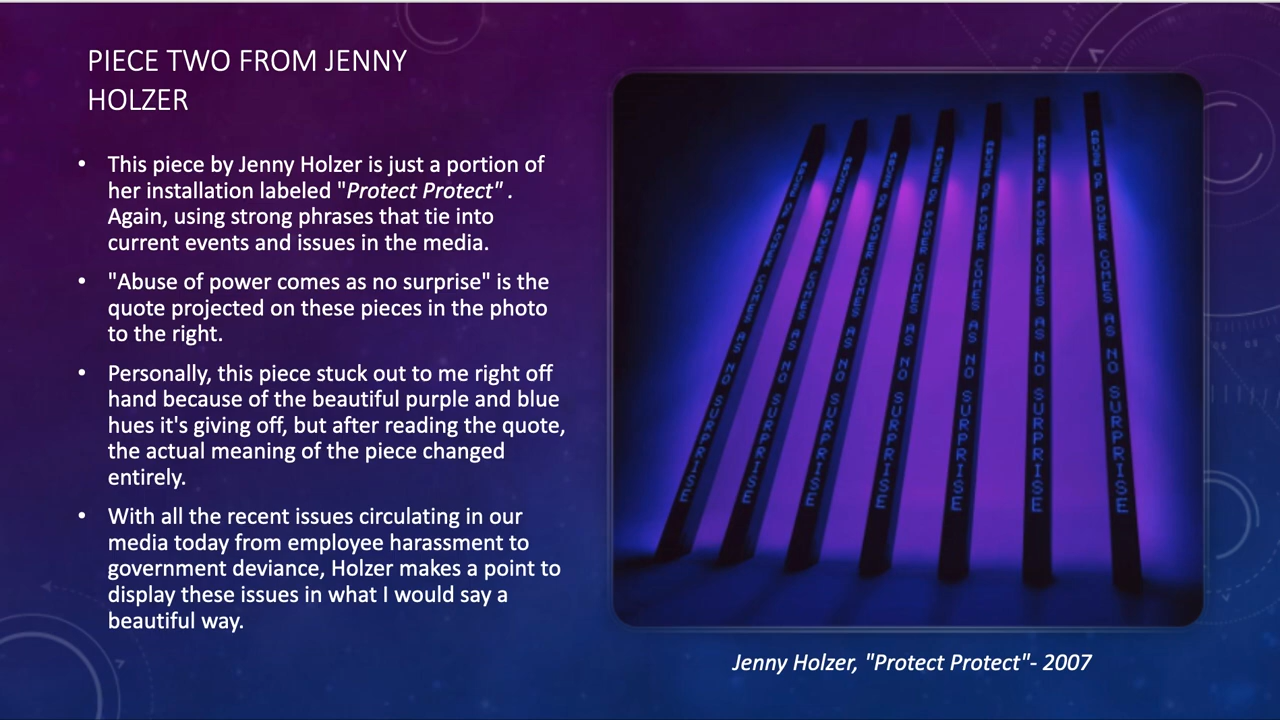 PIECE TWO FROM JENNY
HOLZER
• This piece by Jenny Holzer is just a portion of
her installation labeled "Protect Protect" .
Again, using strong phrases that tie into
current events and issues in the media.
• "Abuse of power comes as no surprise" is the
quote projected on these pieces in the photo
to the right.
• Personally, this piece stuck out to me right off
hand because of the beautiful purple and blue
hues it's giving off, but after reading the quote,
the actual meaning of the piece changed
entirely.
• With all the recent issues circulating in our
media today from employee harassment to
government deviance, Holzer makes a point to
display these issues in what I would say a
beautiful way.
ABUSE OF POWER COMES AS NO SURPRISE
ABUSE OF POWER COMES AS NO SURPRISE
ABUSE OF POWER COMES AS NO SURPRISE
ABUSE OF POWER COMES AS NO SURPRISE
ABUSE OF POWER COMES AS NO SURPRISE
ABUSE OF POWER COMES AS NO SURPRISE
ABUSE OF POWER COMES AS NO SURPRISE
Jenny Holzer, "Protect Protect"- 2007